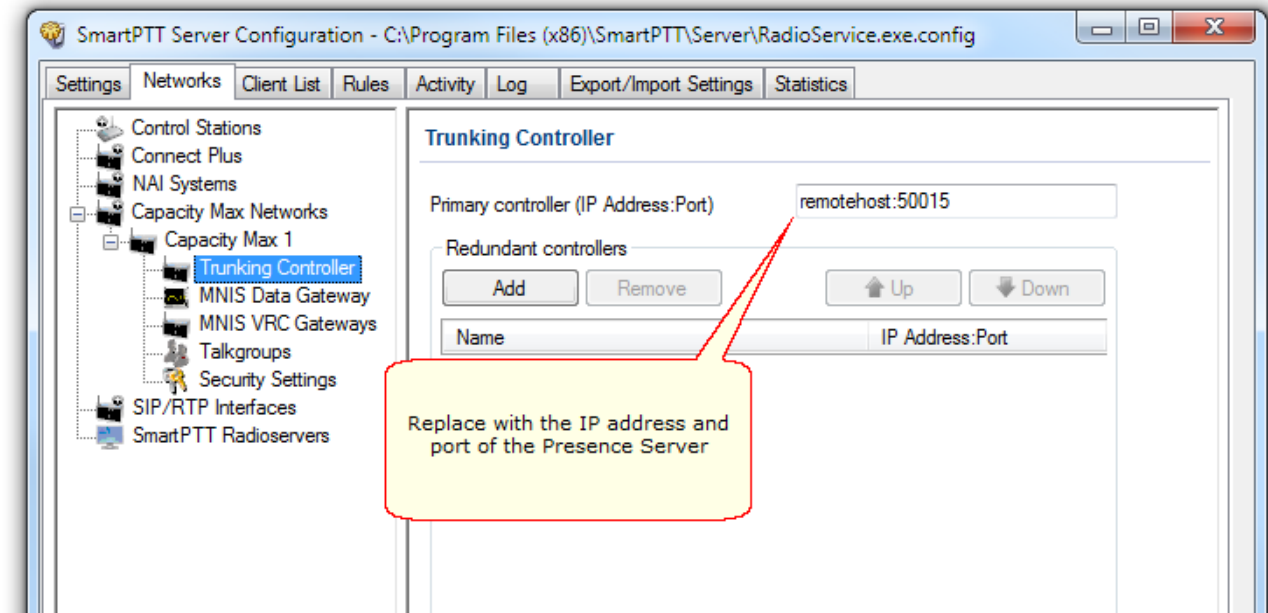 SmartPTT Server Configuration - C:\Program Files (x86)\SmartPTT\Server\RadioService.exe.config
Settings Networks Client List Rules Activity Log Export/Import Settings Statistics
Control Stations
Connect Plus
NAI Systems
Capacity Max Networks
Capacity Max 1
Trunking Controller
MNIS Data Gateway
MNIS VRC Gateways
Talkgroups
Security Settings
SIP/RTP Interfaces
SmartPTT Radioservers
Trunking Controller
Primary controller (IP Address:Port) remotehost:50015
Redundant controllers
Add Remove Up Down
Name IP Address:Port
Replace with the IP address and
port of the Presence Server